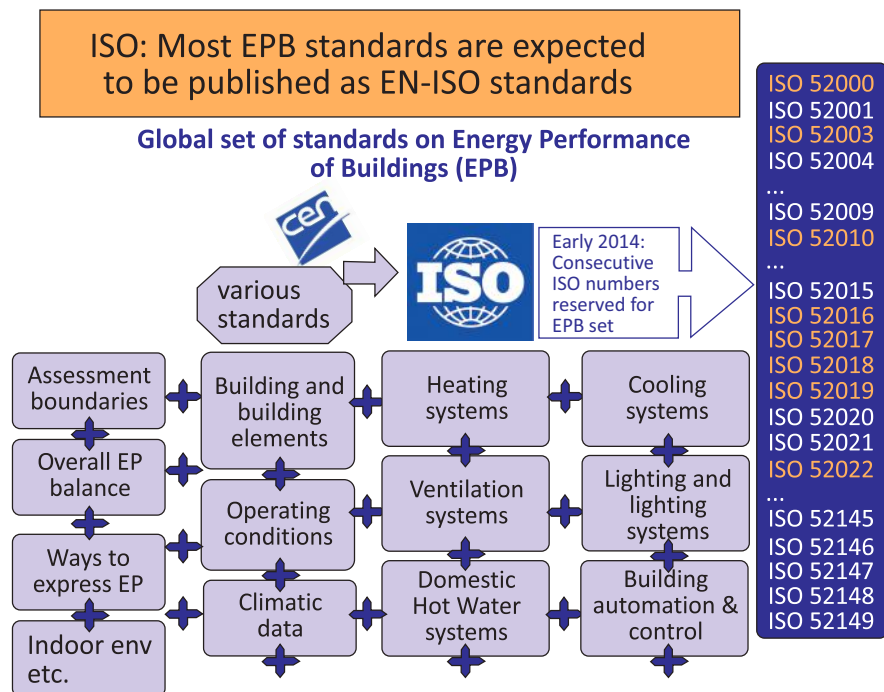 ISO: Most EPB standards are expected
to be published as EN-ISO standards
Global set of standards on Energy Performance
of Buildings (EPB)
cen
various
standards
ISO
Early 2014:
Consecutive
ISO numbers
reserved for
EPB set
ISO 52000
ISO 52001
ISO 52003
ISO 52004
...
ISO 52009
ISO 52010
...
ISO 52015
ISO 52016
ISO 52017
ISO 52018
ISO 52019
ISO 52020
ISO 52021
ISO 52022
...
ISO 52145
ISO 52146
ISO 52147
ISO 52148
ISO 52149
Assessment
boundaries
Building and
building
elements
Heating
systems
Cooling
systems
Overall EP
balance
Operating
conditions
Ventilation
systems
Lighting and
lighting
systems
Ways to
express EP
Climatic
data
Domestic
Hot Water
systems
Building
automation &
control
Indoor env
etc.